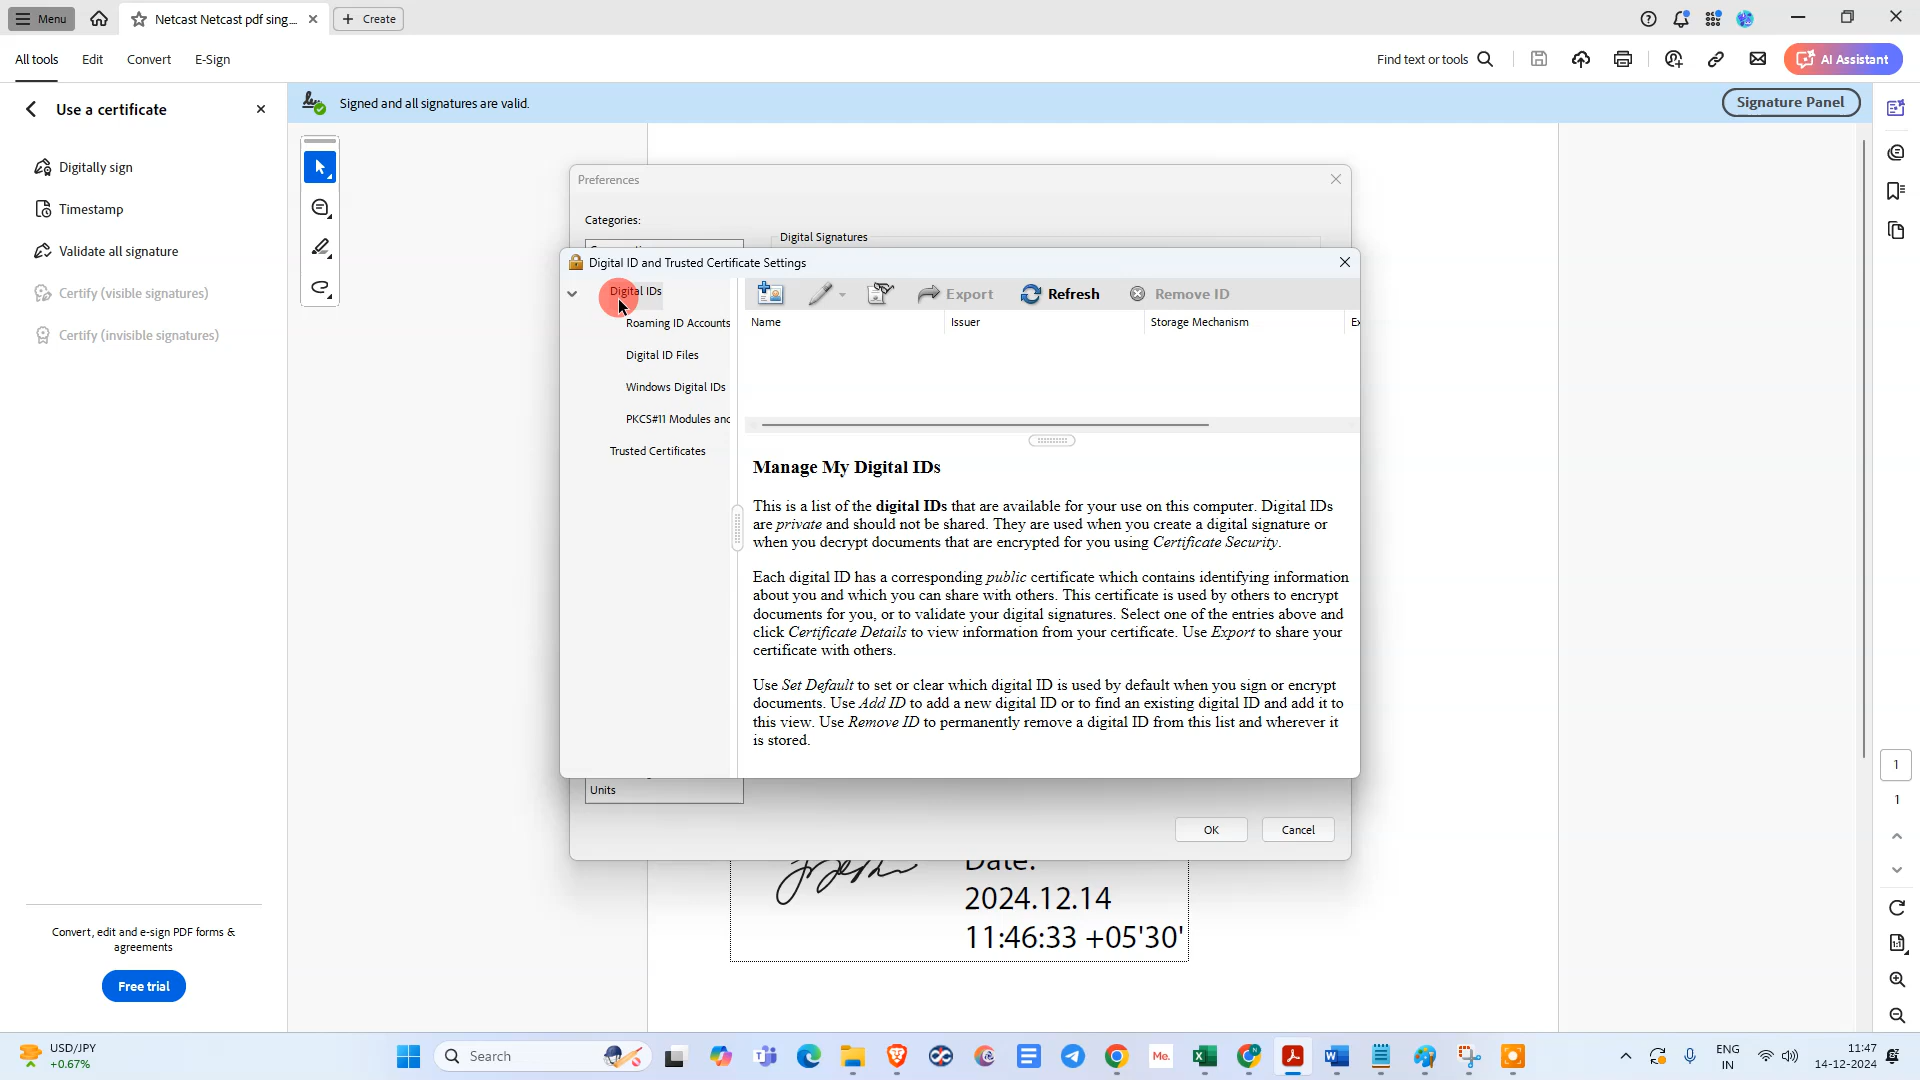 Menu
Netcast Netcast pdf sing...
Create
All tools
Edit
Convert
E-Sign
Find text or tools
AI Assistant
Use a certificate
Signed and all signatures are valid.
Signature Panel
Digitally sign
Timestamp
Validate all signature
Certify (visible signatures)
Certify (invisible signatures)
Preferences
Categories:
Digital Signatures
Digital ID and Trusted Certificate Settings
Digital IDs
Roaming ID Accounts
Digital ID Files
Windows Digital IDs
PKCS#11 Modules and
Trusted Certificates
Export
Refresh
Remove ID
Name
Issuer
Storage Mechanism
Ex
Manage My Digital IDs
This is a list of the digital IDs that are available for your use on this computer. Digital IDs
are private and should not be shared. They are used when you create a digital signature or
when you decrypt documents that are encrypted for you using Certificate Security.
Each digital ID has a corresponding public certificate which contains identifying information
about you and which you can share with others. This certificate is used by others to encrypt
documents for you, or to validate your digital signatures. Select one of the entries above and
click Certificate Details to view information from your certificate. Use Export to share your
certificate with others.
Use Set Default to set or clear which digital ID is used by default when you sign or encrypt
documents. Use Add ID to add a new digital ID or to find an existing digital ID and add it to
this view. Use Remove ID to permanently remove a digital ID from this list and wherever it
is stored.
Units
OK
Cancel
Date:
2024.12.14
11:46:33 +05'30'
1
1
Convert, edit and e-sign PDF forms &
agreements
Free trial
USD/JPY
+0.67%
Search
Me.
ENG
IN
11:47
14-12-2024